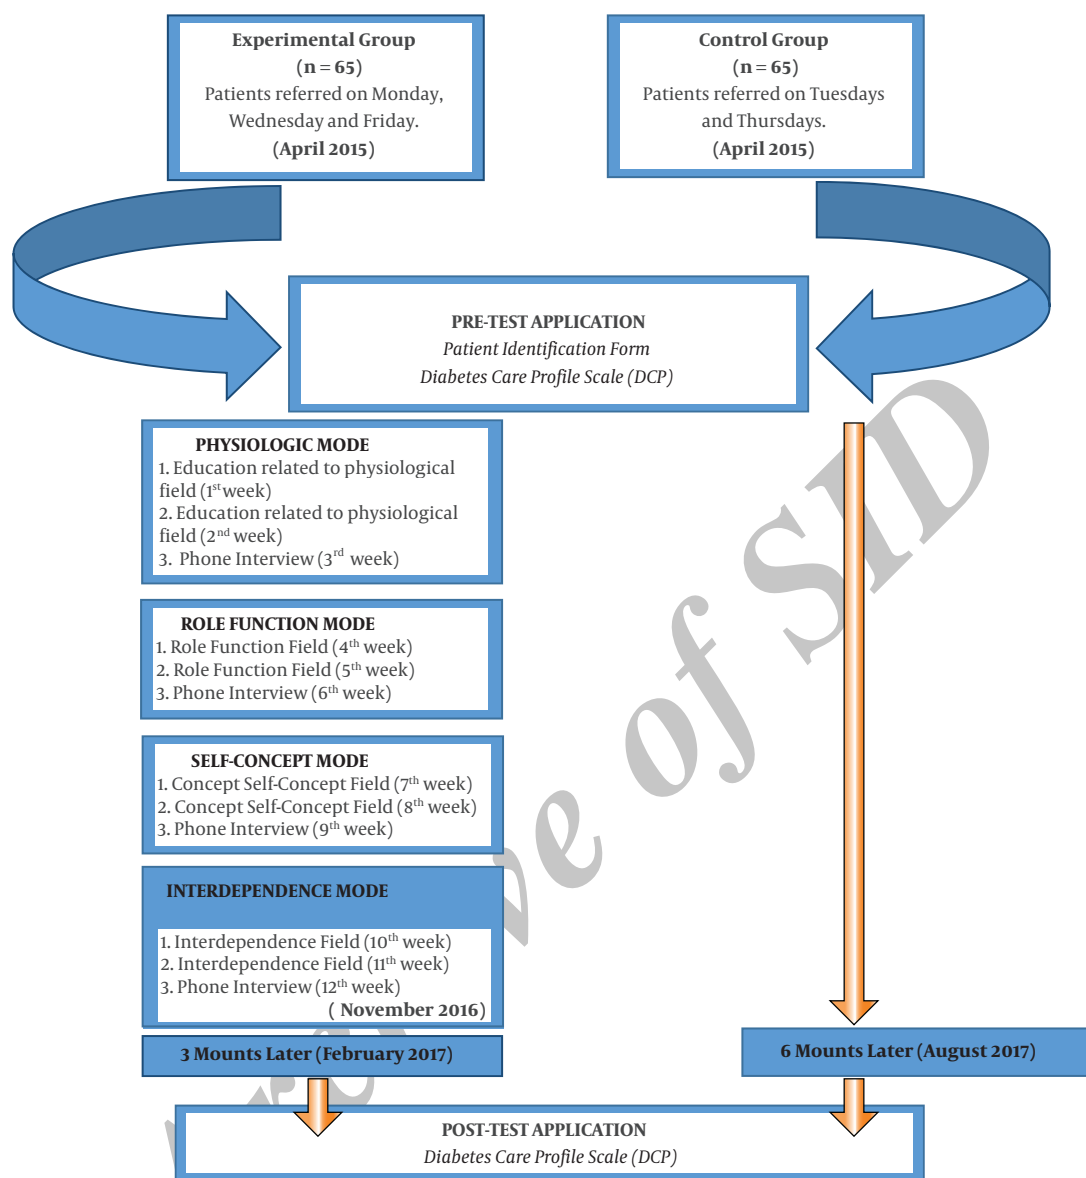 Experimental Group
(n = 65)
Patients referred on Monday,
Wednesday and Friday.
(April 2015)
Control Group
(n = 65)
Patients referred on Tuesdays
and Thursdays.
(April 2015)
PRE-TEST APPLICATION
Patient Identification Form
Diabetes Care Profile Scale (DCP)
PHYSIOLOGIC MODE
1. Education related to physiological
field (1st week)
2. Education related to physiological
field (2nd week)
3. Phone Interview (3rd week)
ROLE FUNCTION MODE
1. Role Function Field (4th week)
2. Role Function Field (5th week)
3. Phone Interview (6th week)
SELF-CONCEPT MODE
1. Concept Self-Concept Field (7th week)
2. Concept Self-Concept Field (8th week)
3. Phone Interview (9th week)
INTERDEPENDENCE MODE
1. Interdependence Field (10th week)
2. Interdependence Field (11th week)
3. Phone Interview (12th week)
( November 2016)
3 Mounts Later (February 2017)
6 Mounts Later (August 2017)
POST-TEST APPLICATION
Diabetes Care Profile Scale (DCP)
of SID